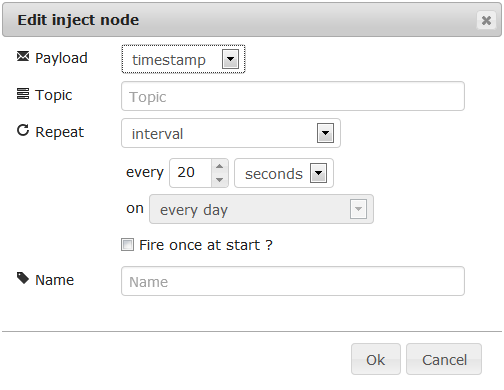 Edit inject node
Payload timestamp
Topic Topic
Repeat interval
every 20 seconds
on every day
Fire once at start ?
Name Name
Ok Cancel